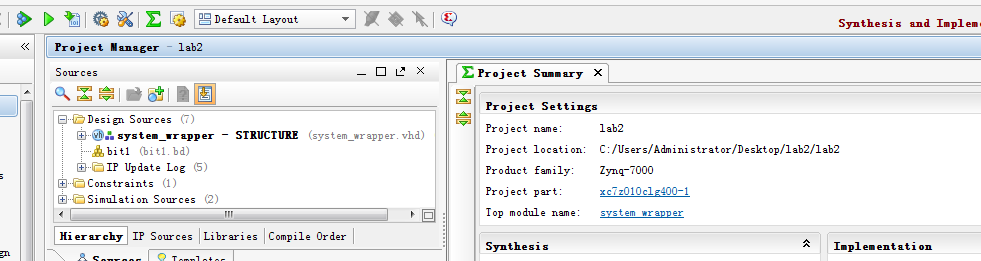 Default Layout
Synthesis and Impleme
Project Manager - lab2
Sources
Design Sources (7)
system_wrapper - STRUCTURE (system_wrapper.vhd)
bit1 (bit1.bd)
IP Update Log (5)
Constraints (1)
Simulation Sources (2)
Hierarchy IP Sources Libraries Compile Order
Sources Templates
Project Summary
Project Settings
Project name: lab2
Project location: C:/Users/Administrator/Desktop/lab2/lab2
Product family: Zynq-7000
Project part: xc7z010clg400-1
Top module name: system_wrapper
Synthesis
Implementation